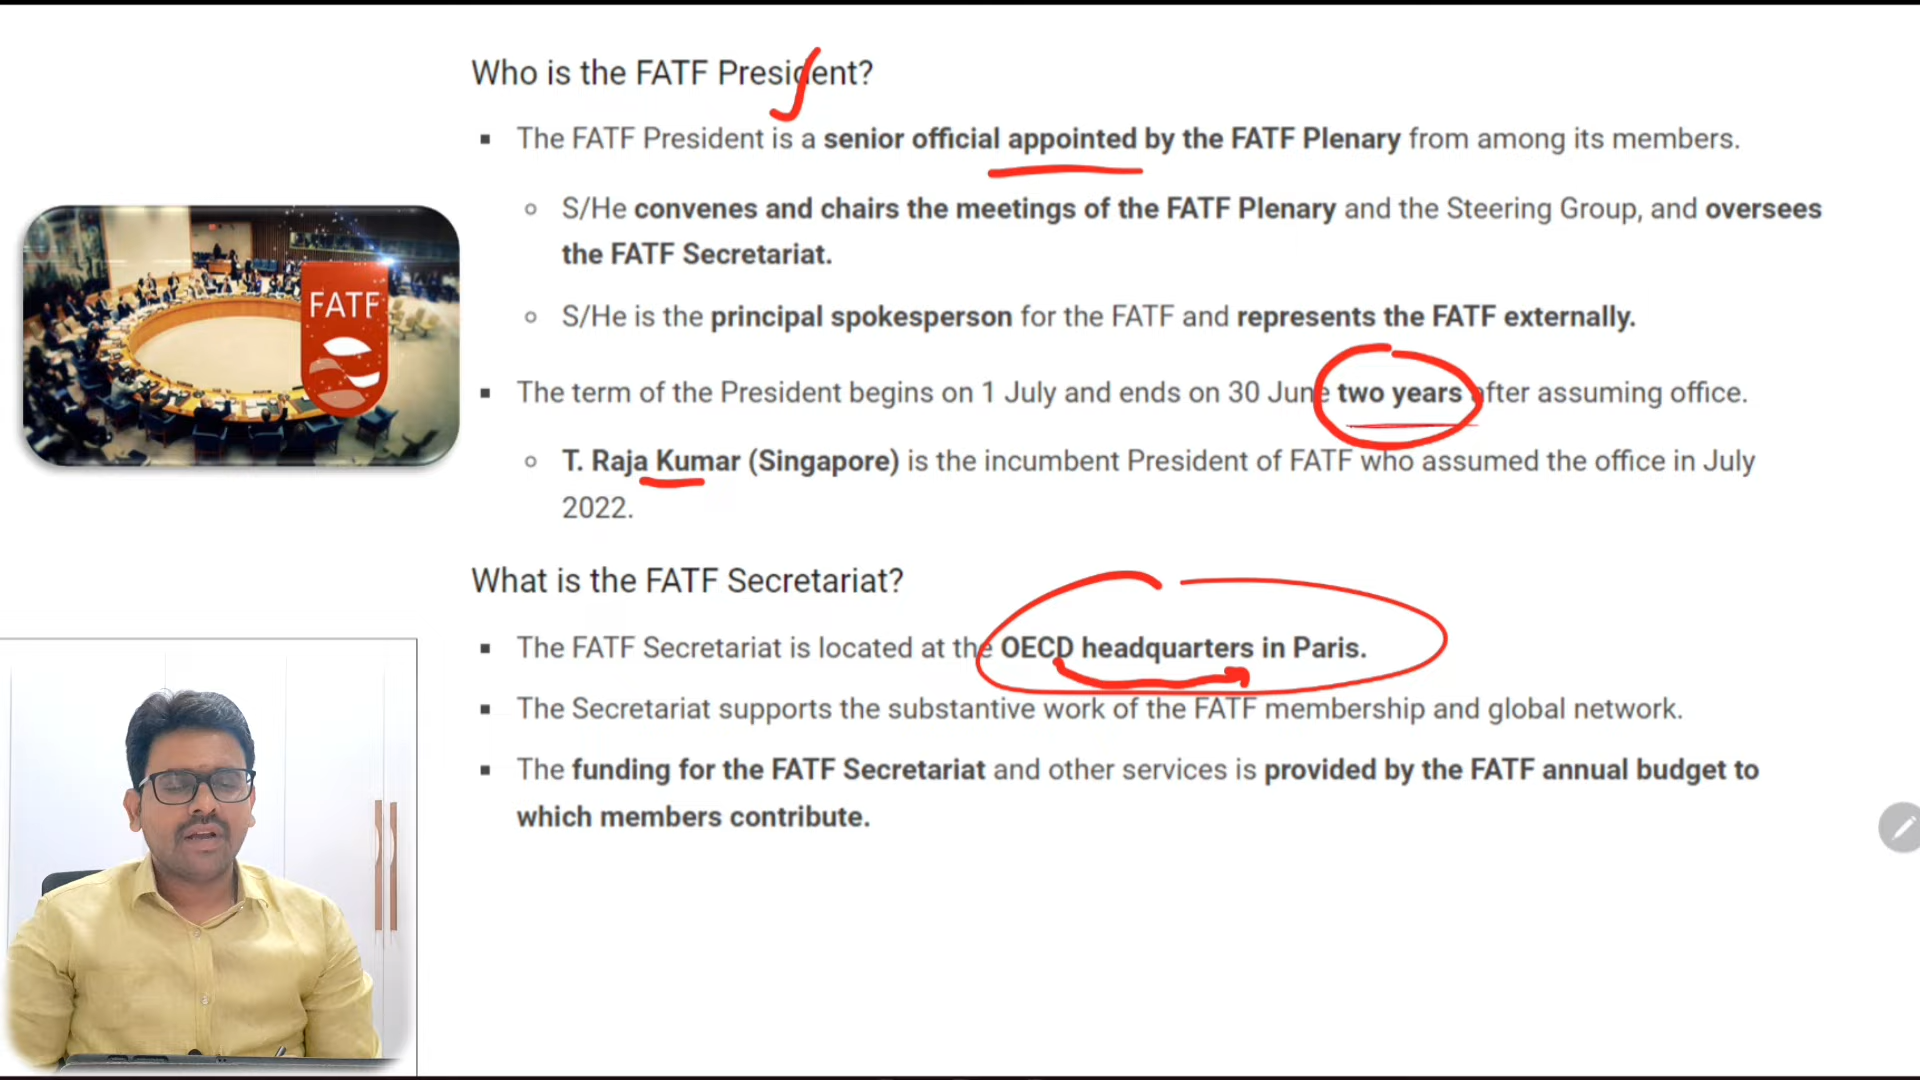 Who is the FATF President?
▪ The FATF President is a senior official appointed by the FATF Plenary from among its members.
○ S/He convenes and chairs the meetings of the FATF Plenary and the Steering Group, and oversees
the FATF Secretariat.
○ S/He is the principal spokesperson for the FATF and represents the FATF externally.
▪ The term of the President begins on 1 July and ends on 30 June two years after assuming office.
○ T. Raja Kumar (Singapore) is the incumbent President of FATF who assumed the office in July
2022.
FATF
What is the FATF Secretariat?
▪ The FATF Secretariat is located at the OECD headquarters in Paris.
▪ The Secretariat supports the substantive work of the FATF membership and global network.
▪ The funding for the FATF Secretariat and other services is provided by the FATF annual budget to
which members contribute.